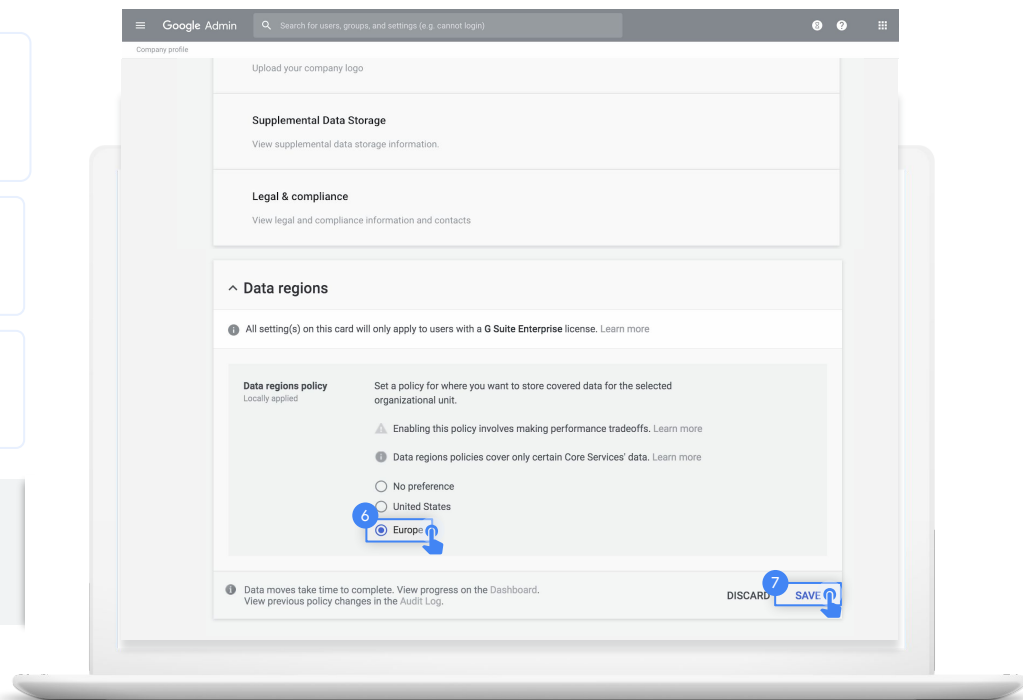 Google Admin
Search for users, groups, and settings (e.g. cannot login)
Company profile
Upload your company logo
Supplemental Data Storage
View supplemental data storage information.
Legal & compliance
View legal and compliance information and contacts
Data regions
All setting(s) on this card will only apply to users with a G Suite Enterprise license. Learn more
Data regions policy
Locally applied
Set a policy for where you want to store covered data for the selected
organizational unit.
Enabling this policy involves making performance tradeoffs. Learn more
Data regions policies cover only certain Core Services' data. Learn more
No preference
United States
6
Europe
Data moves take time to complete. View progress on the Dashboard.
View previous policy changes in the Audit Log.
DISCARD
7
SAVE